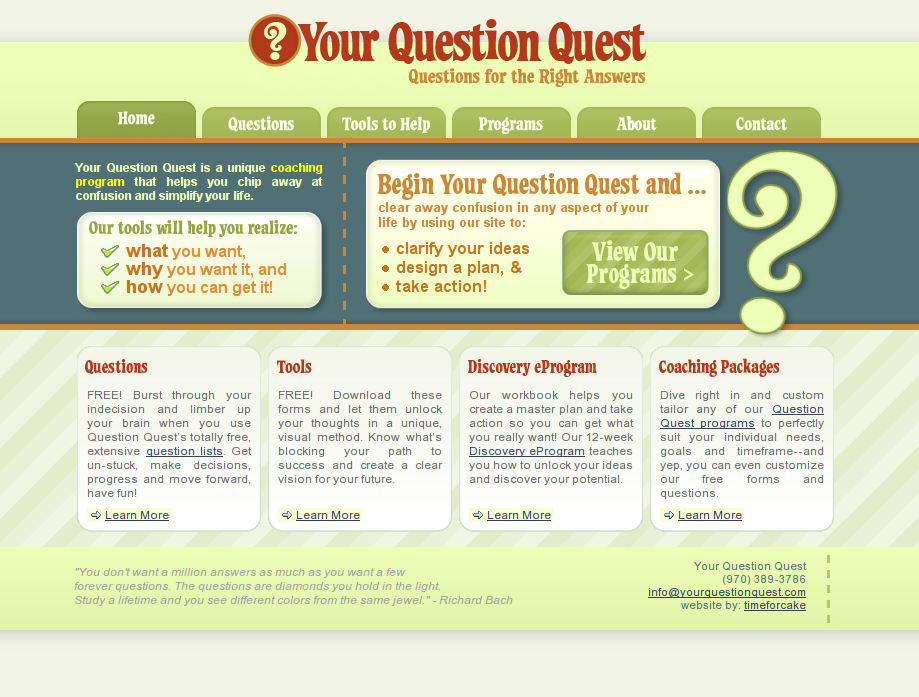 ? Your Question Quest
Questions for the Right Answers
Home
Questions
Tools to Help
Programs
About
Contact
Your Question Quest is a unique coaching
program that helps you chip away at
confusion and simplify your life.
Our tools will help you realize:
what you want,
why you want it, and
how you can get it!
Begin Your Question Quest and ...
clear away confusion in any aspect of your
life by using our site to:
• clarify your ideas
• design a plan, &
• take action!
View Our
Programs >
?
Questions
FREE! Burst through your
indecision and limber up
your brain when you use
Question Quest's totally free,
extensive question lists. Get
un-stuck, make decisions,
progress and move forward,
have fun!
Learn More
Tools
FREE! Download these
forms and let them unlock
your thoughts in a unique,
visual method. Know what's
blocking your path to
success and create a clear
vision for your future.
Learn More
Discovery eProgram
Our workbook helps you
create a master plan and take
action so you can get what
you really want! Our 12-week
Discovery eProgram teaches
you how to unlock your ideas
and discover your potential.
Learn More
Coaching Packages
Dive right in and custom
tailor any of our Question
Quest programs to perfectly
suit your individual needs,
goals and timeframe--and
yep, you can even customize
our free forms and
questions.
Learn More
"You don't want a million answers as much as you want a few
forever questions. The questions are diamonds you hold in the light.
Study a lifetime and you see different colors from the same jewel." - Richard Bach
Your Question Quest
(970) 389-3786
info@yourquestionquest.com
website by: timeforcake